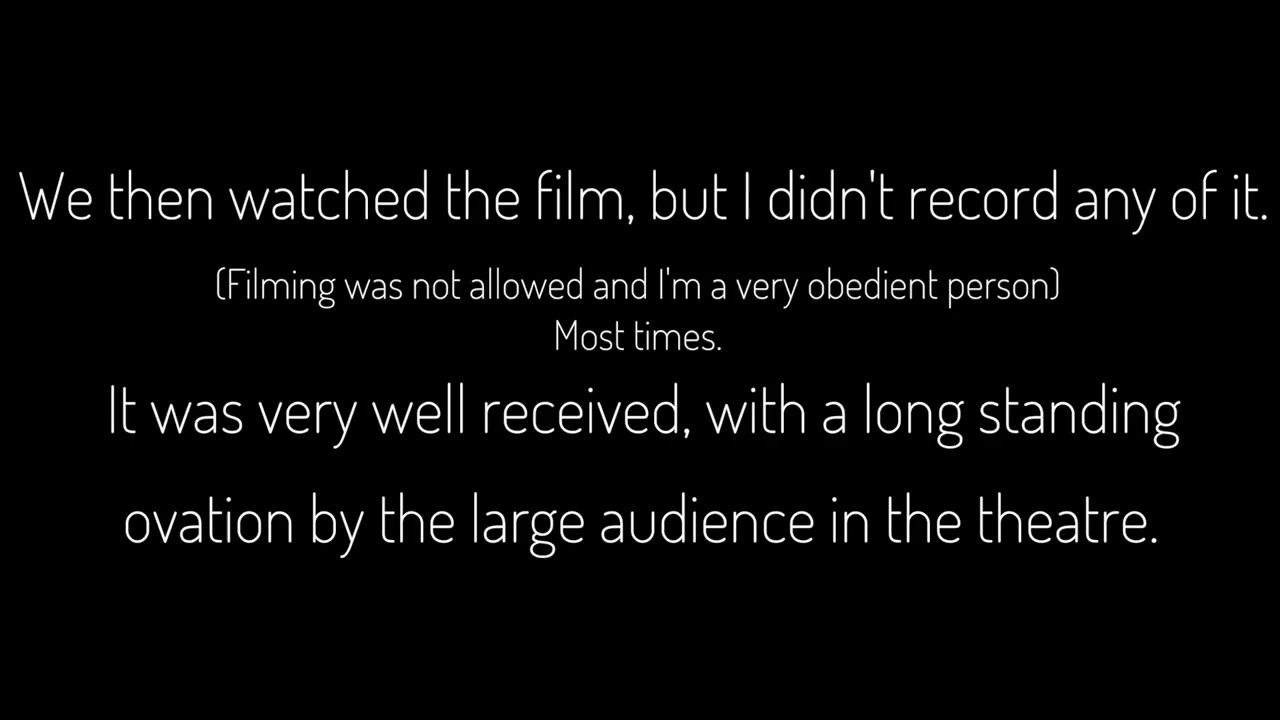 We then watched the film, but I didn't record any of it.
(Filming was not allowed and I'm a very obedient person)
Most times.
It was very well received, with a long standing
ovation by the large audience in the theatre.